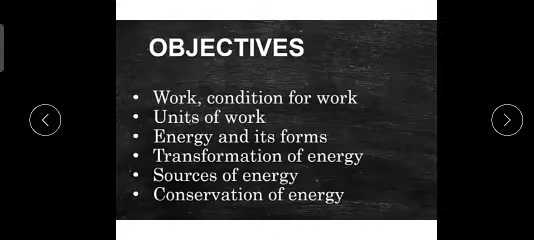 OBJECTIVES
• Work, condition for work
• Units of work
• Energy and its forms
• Transformation of energy
• Sources of energy
• Conservation of energy